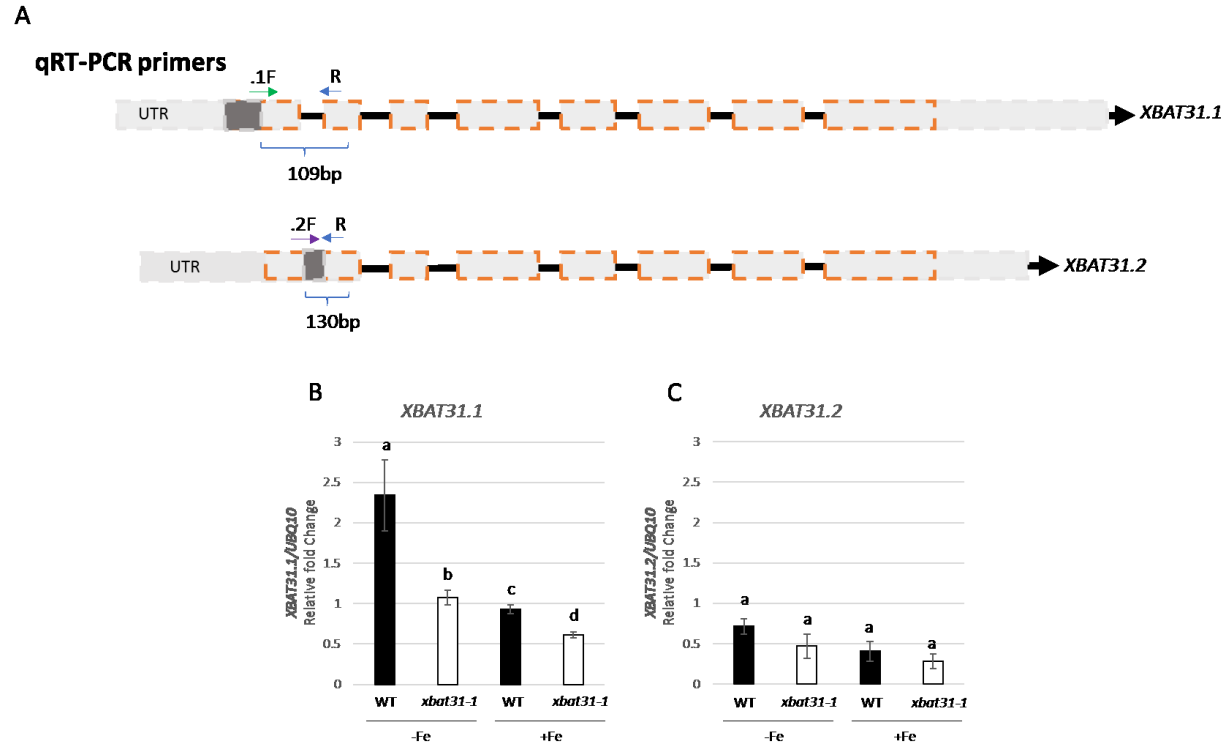 A
qRT-PCR primers
.1F R
UTR
XBAT31.1
109bp
.2F R
UTR
XBAT31.2
130bp
B
XBAT31.1
XBAT31.1/UBQ10
Relative fold Change
3
2.5
2
1.5
1
0.5
0
a
b
c
d
WT xbat31-1 WT xbat31-1
-Fe +Fe
C
XBAT31.2
XBAT31.2/UBQ10
Relative fold Change
3
2.5
2
1.5
1
0.5
0
a
a
a
a
WT xbat31-1 WT xbat31-1
-Fe +Fe